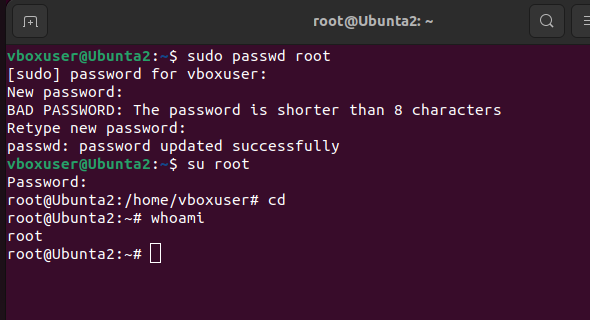 root@Ubunta2: ~
vboxuser@Ubunta2:~$ sudo passwd root
[sudo] password for vboxuser:
New password:
BAD PASSWORD: The password is shorter than 8 characters
Retype new password:
passwd: password updated successfully
vboxuser@Ubunta2:~$ su root
Password:
root@Ubunta2:/home/vboxuser# cd
root@Ubunta2:~# whoami
root
root@Ubunta2:~#